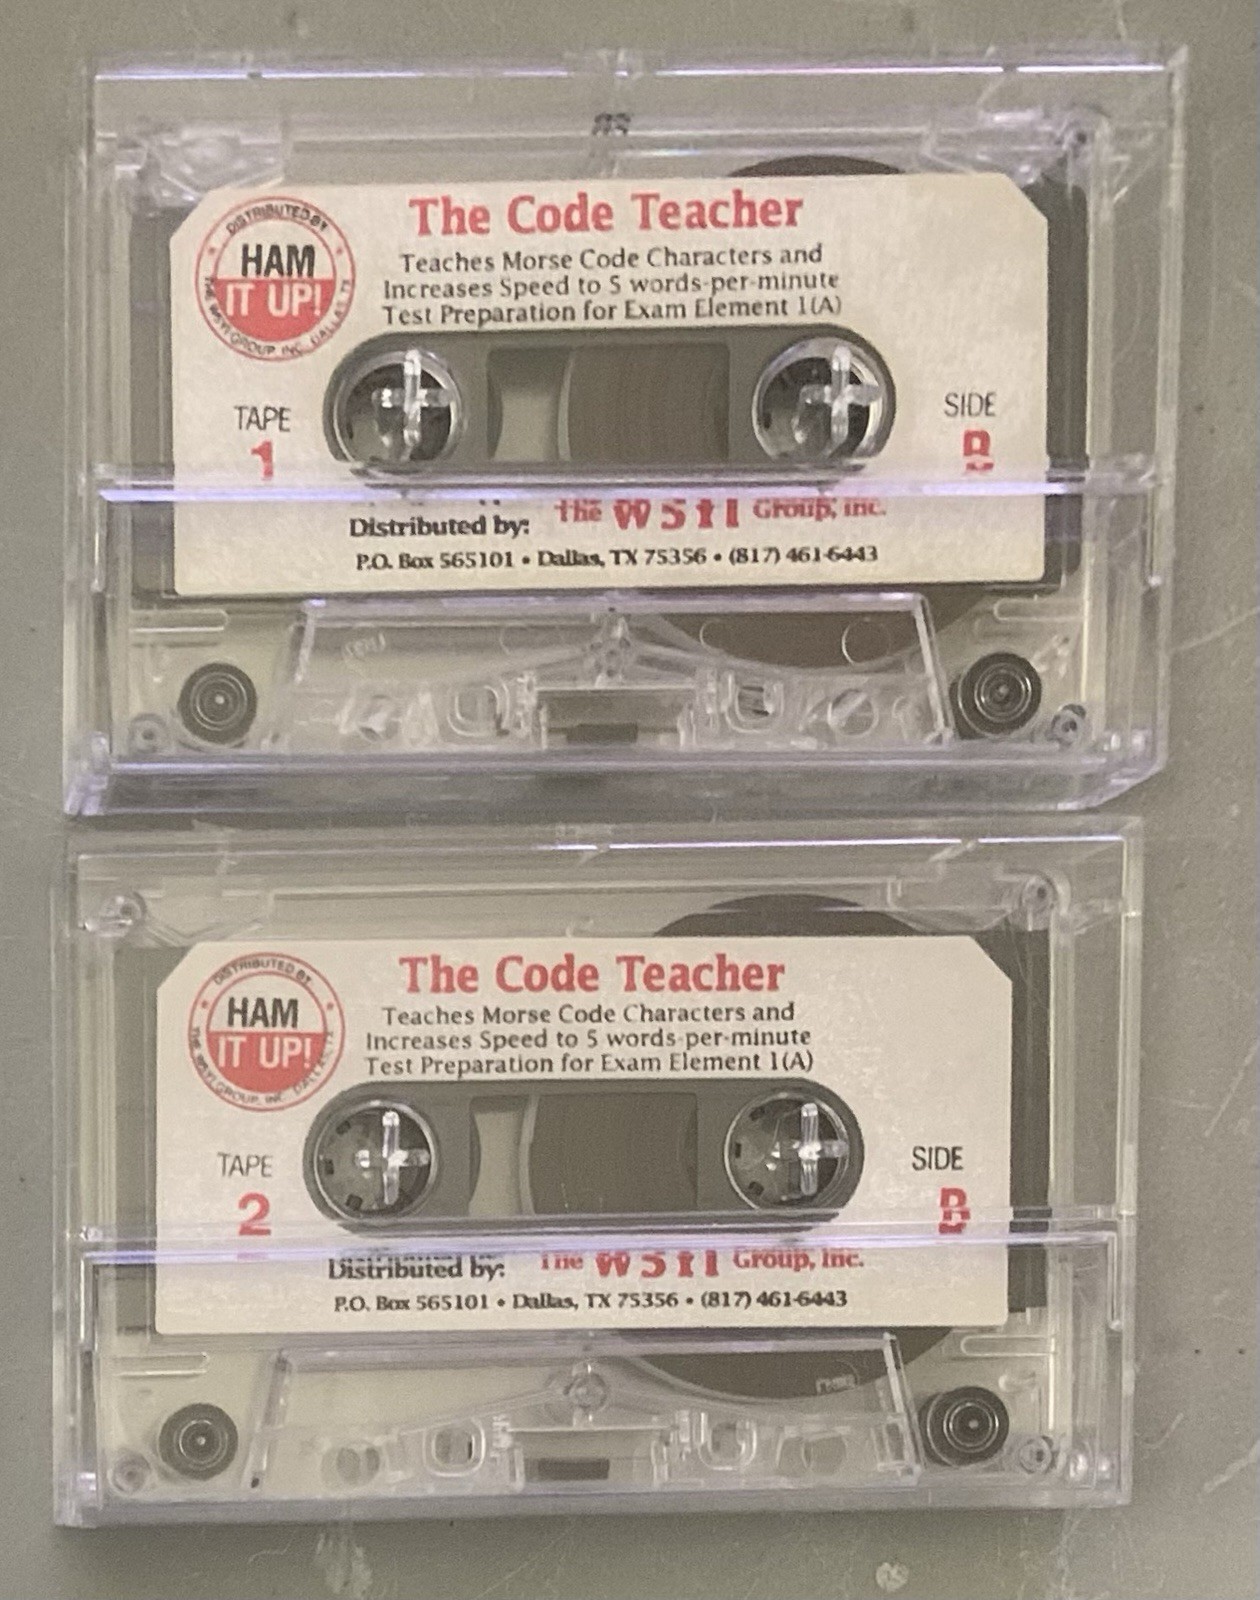 DISTRIBUTED BY
HAM
IT UP!
The Code Teacher
Teaches Morse Code Characters and
Increases Speed to 5 words-per-minute
Test Preparation for Exam Element 1(A)
TAPE
1
SIDE
B
Distributed by: The W5YI Group, Inc.
P.O. Box 565101 • Dallas, TX 75356 • (817) 461-6443
DISTRIBUTED BY
HAM
IT UP!
The Code Teacher
Teaches Morse Code Characters and
Increases Speed to 5 words-per-minute
Test Preparation for Exam Element 1(A)
TAPE
2
SIDE
B
Distributed by: The W5YI Group, Inc.
P.O. Box 565101 • Dallas, TX 75356 • (817) 461-6443